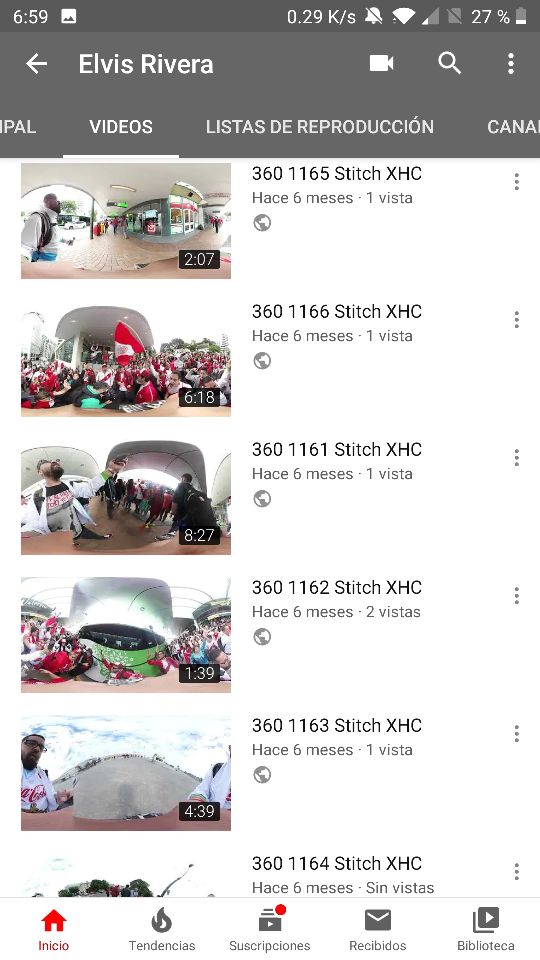 6:59
0.29 K/s
27 %
Elvis Rivera
IPAL
VIDEOS
LISTAS DE REPRODUCCIÓN
CANA
360 1165 Stitch XHC
Hace 6 meses · 1 vista
2:07
360 1166 Stitch XHC
Hace 6 meses · 1 vista
6:18
360 1161 Stitch XHC
Hace 6 meses · 1 vista
8:27
360 1162 Stitch XHC
Hace 6 meses · 2 vistas
1:39
360 1163 Stitch XHC
Hace 6 meses · 1 vista
4:39
360 1164 Stitch XHC
Hace 6 meses · Sin vistas
Inicio
Tendencias
Suscripciones
Recibidos
Biblioteca